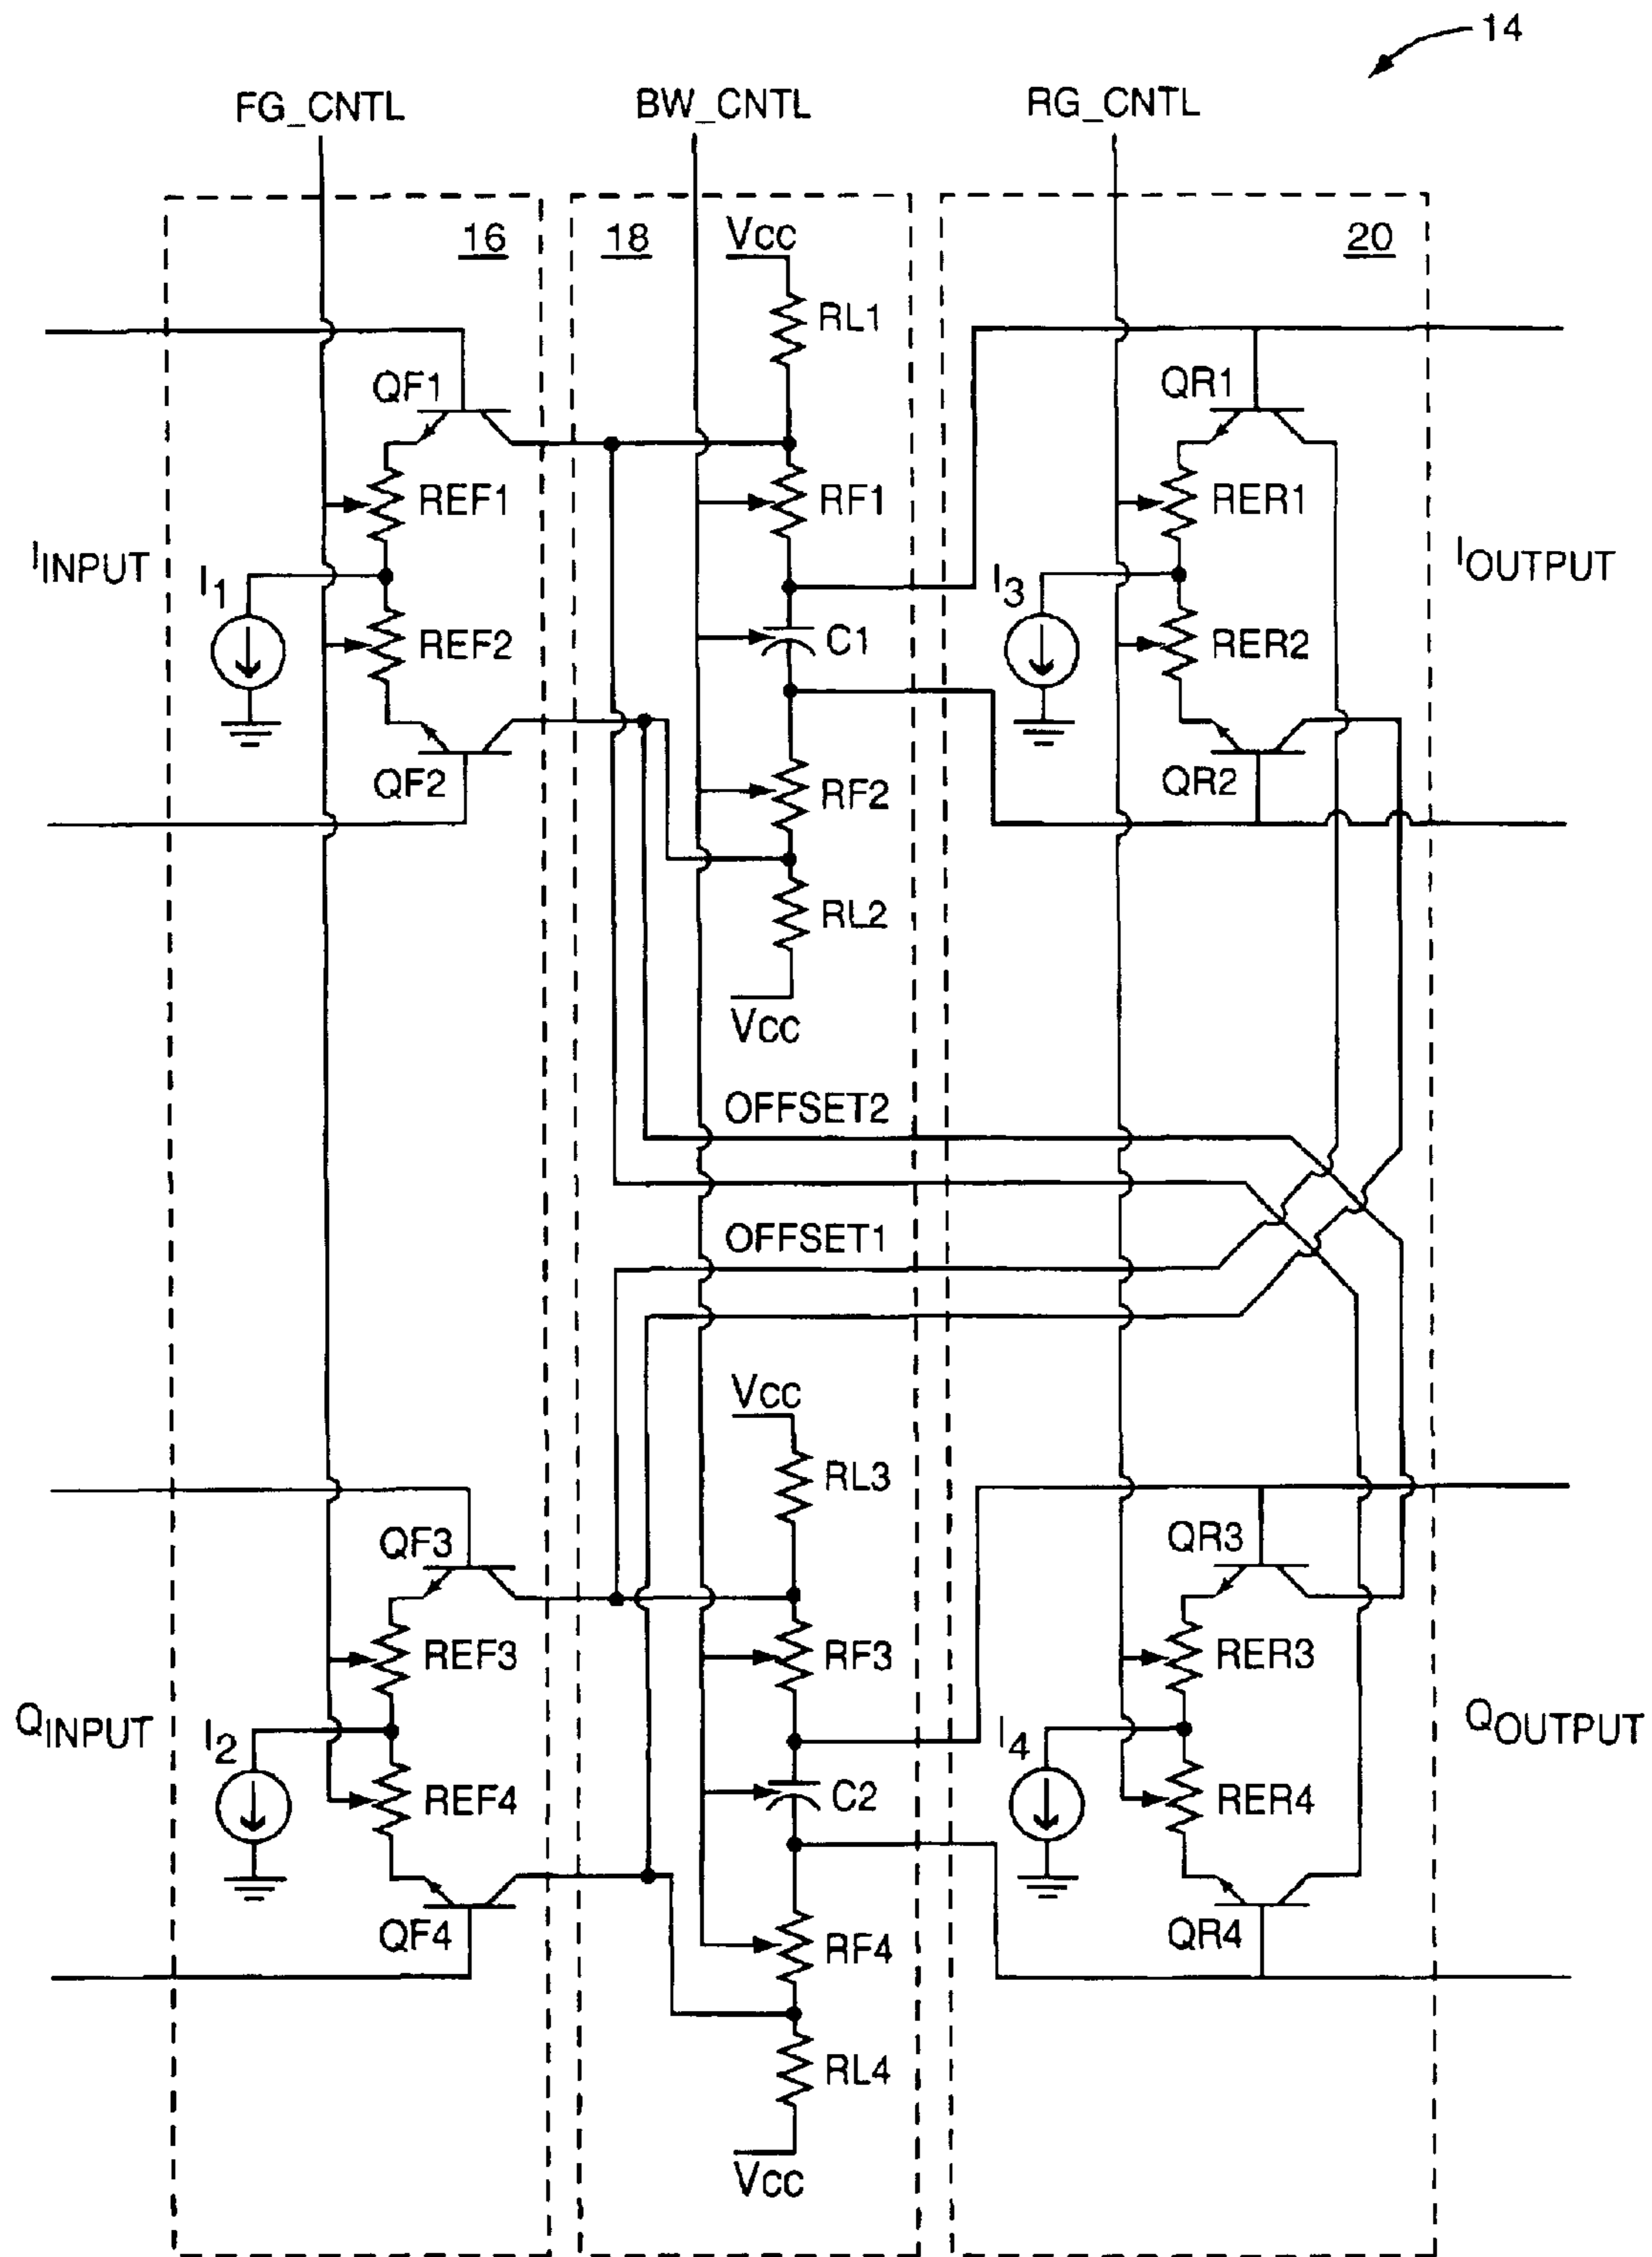 14
FG_CNTL
BW_CNTL
RG_CNTL
16
18
VCC
20
RL1
QF1
QR1
REF1
RF1
RER1
IINPUT
I1
I3
IOUTPUT
REF2
C1
RER2
QF2
RF2
QR2
RL2
VCC
OFFSET2
OFFSET1
VCC
RL3
QF3
QR3
REF3
RF3
RER3
QINPUT
I2
I4
QOUTPUT
REF4
C2
RER4
QF4
RF4
QR4
RL4
VCC